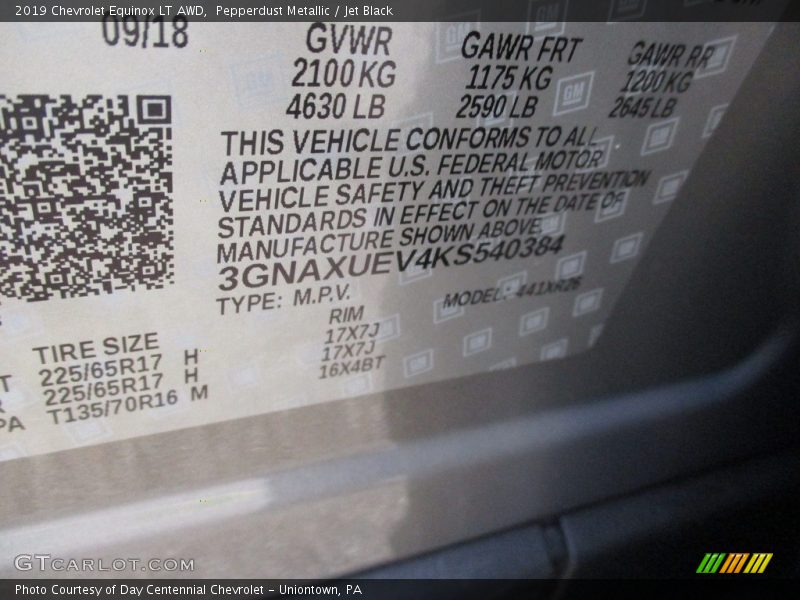 2019 Chevrolet Equinox LT AWD,  Pepperdust Metallic / Jet Black
09/18
GVWR
2100 KG
4630 LB
GAWR FRT
1175 KG
2590 LB
GAWR RR
1200 KG
2645 LB
GM
THIS VEHICLE CONFORMS TO ALL
APPLICABLE U.S. FEDERAL MOTOR
VEHICLE SAFETY AND THEFT PREVENTION
STANDARDS IN EFFECT ON THE DATE OF
MANUFACTURE SHOWN ABOVE
3GNAXUEV4KS540384
TYPE: M.P.V.
MODEL: 441XR26
TIRE SIZE
RIM
T 225/65R17 H 17X7J
R 225/65R17 H 17X7J
PA T135/70R16 M 16X4BT
GTCARLOT.COM
Photo Courtesy of Day Centennial Chevrolet – Uniontown, PA